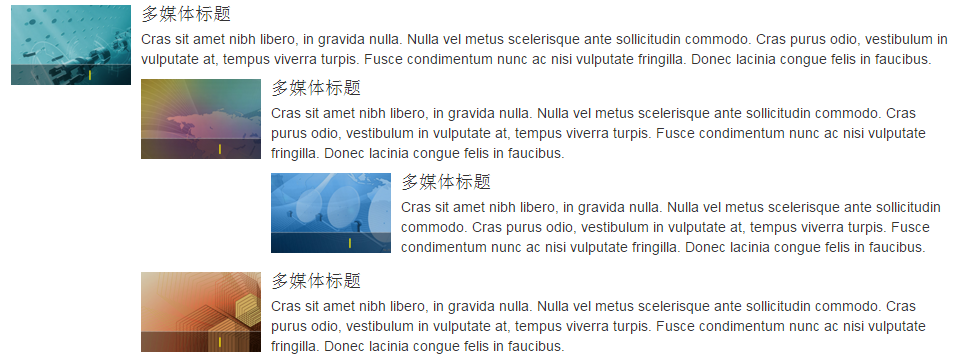 多媒体标题
Cras sit amet nibh libero, in gravida nulla. Nulla vel metus scelerisque ante sollicitudin commodo. Cras purus odio, vestibulum in
vulputate at, tempus viverra turpis. Fusce condimentum nunc ac nisi vulputate fringilla. Donec lacinia congue felis in faucibus.
多媒体标题
Cras sit amet nibh libero, in gravida nulla. Nulla vel metus scelerisque ante sollicitudin commodo. Cras
purus odio, vestibulum in vulputate at, tempus viverra turpis. Fusce condimentum nunc ac nisi vulputate
fringilla. Donec lacinia congue felis in faucibus.
多媒体标题
Cras sit amet nibh libero, in gravida nulla. Nulla vel metus scelerisque ante sollicitudin
commodo. Cras purus odio, vestibulum in vulputate at, tempus viverra turpis. Fusce
condimentum nunc ac nisi vulputate fringilla. Donec lacinia congue felis in faucibus.
多媒体标题
Cras sit amet nibh libero, in gravida nulla. Nulla vel metus scelerisque ante sollicitudin commodo. Cras
purus odio, vestibulum in vulputate at, tempus viverra turpis. Fusce condimentum nunc ac nisi vulputate
fringilla. Donec lacinia congue felis in faucibus.